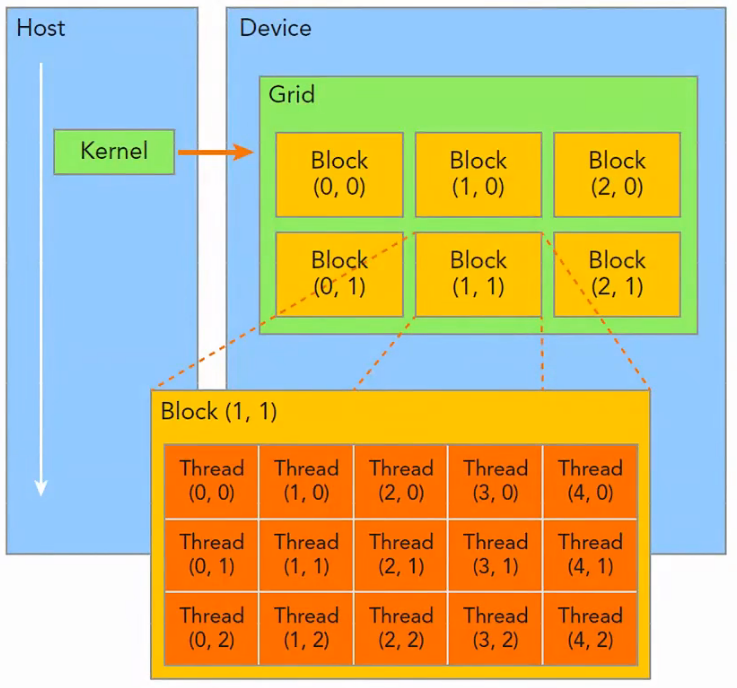 Host
Device
Grid
Kernel
Block
(0, 0)
Block
(1, 0)
Block
(2, 0)
Block
(0, 1)
Block
(1, 1)
Block
(2, 1)
Block (1, 1)
Thread
(0, 0)
Thread
(1, 0)
Thread
(2, 0)
Thread
(3, 0)
Thread
(4, 0)
Thread
(0, 1)
Thread
(1, 1)
Thread
(2, 1)
Thread
(3, 1)
Thread
(4, 1)
Thread
(0, 2)
Thread
(1, 2)
Thread
(2, 2)
Thread
(3, 2)
Thread
(4, 2)